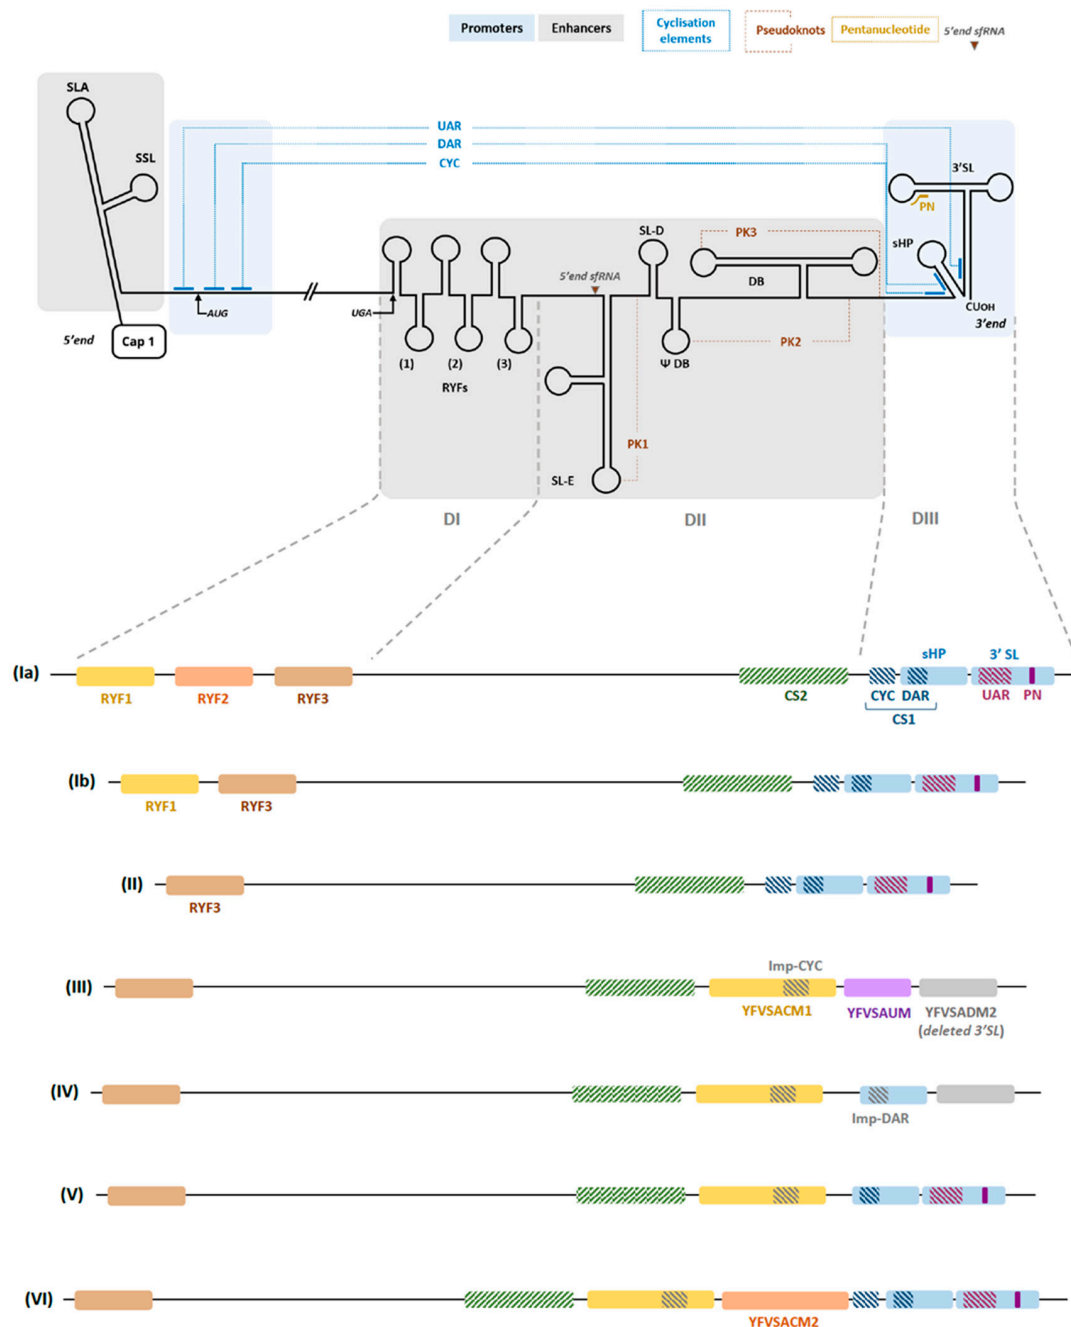 Promoters
Enhancers
Cyclisation
elements
Pseudoknots
Pentanucleotide
5'end sfRNA
SLA
SSL
UAR
DAR
CYC
3'SL
PN
sHP
SL-D
PK3
DB
5'end sfRNA
AUG
UGA
CUOH
3'end
5'end
Cap 1
(1)
(2)
(3)
RYFs
Ψ DB
PK2
PK1
SL-E
DI
DII
DIII
(Ia)
sHP
3' SL
RYF1
RYF2
RYF3
CS2
CYC
DAR
UAR
PN
CS1
(Ib)
RYF1
RYF3
(II)
RYF3
Imp-CYC
(III)
YFVSACM1
YFVSAUM
YFVSADM2
(deleted 3'SL)
(IV)
Imp-DAR
(V)
(VI)
YFVSACM2